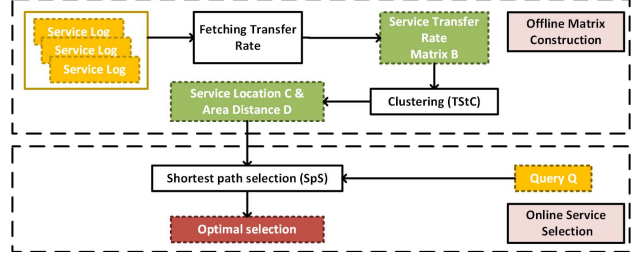 Service Log
Service Log
Service Log
Fetching Transfer
Rate
Service Transfer
Rate
Matrix B
Offline Matrix
Construction
Service Location C &
Area Distance D
Clustering (TStC)
Shortest path selection (SpS)
Query Q
Optimal selection
Online Service
Selection